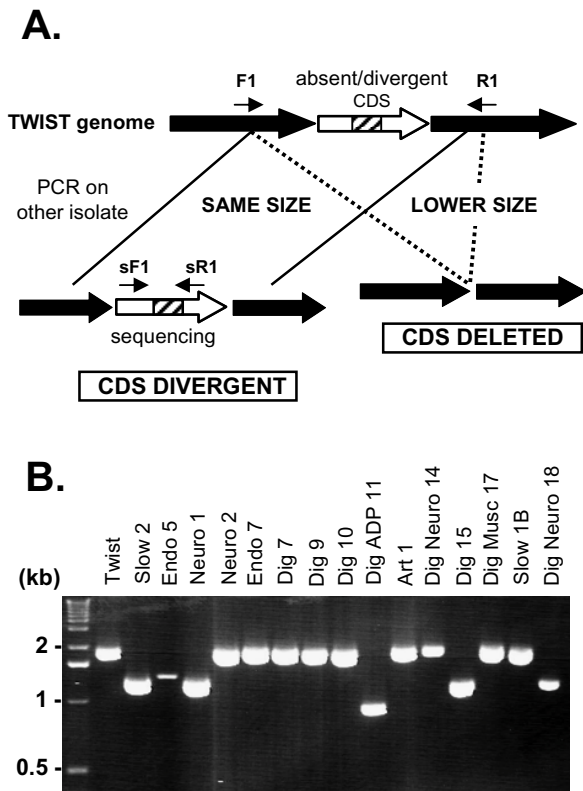 A.
F1
absent/divergent
CDS
R1
TWIST genome
PCR on
other isolate
SAME SIZE
LOWER SIZE
sF1
sR1
sequencing
CDS DIVERGENT
CDS DELETED
B.
(kb)
Twist
Slow 2
Endo 5
Neuro 1
Neuro 2
Endo 7
Dig 7
Dig 9
Dig 10
Dig ADP 11
Art 1
Dig Neuro 14
Dig 15
Dig Musc 17
Slow 1B
Dig Neuro 18
2 -
1 -
0.5 -